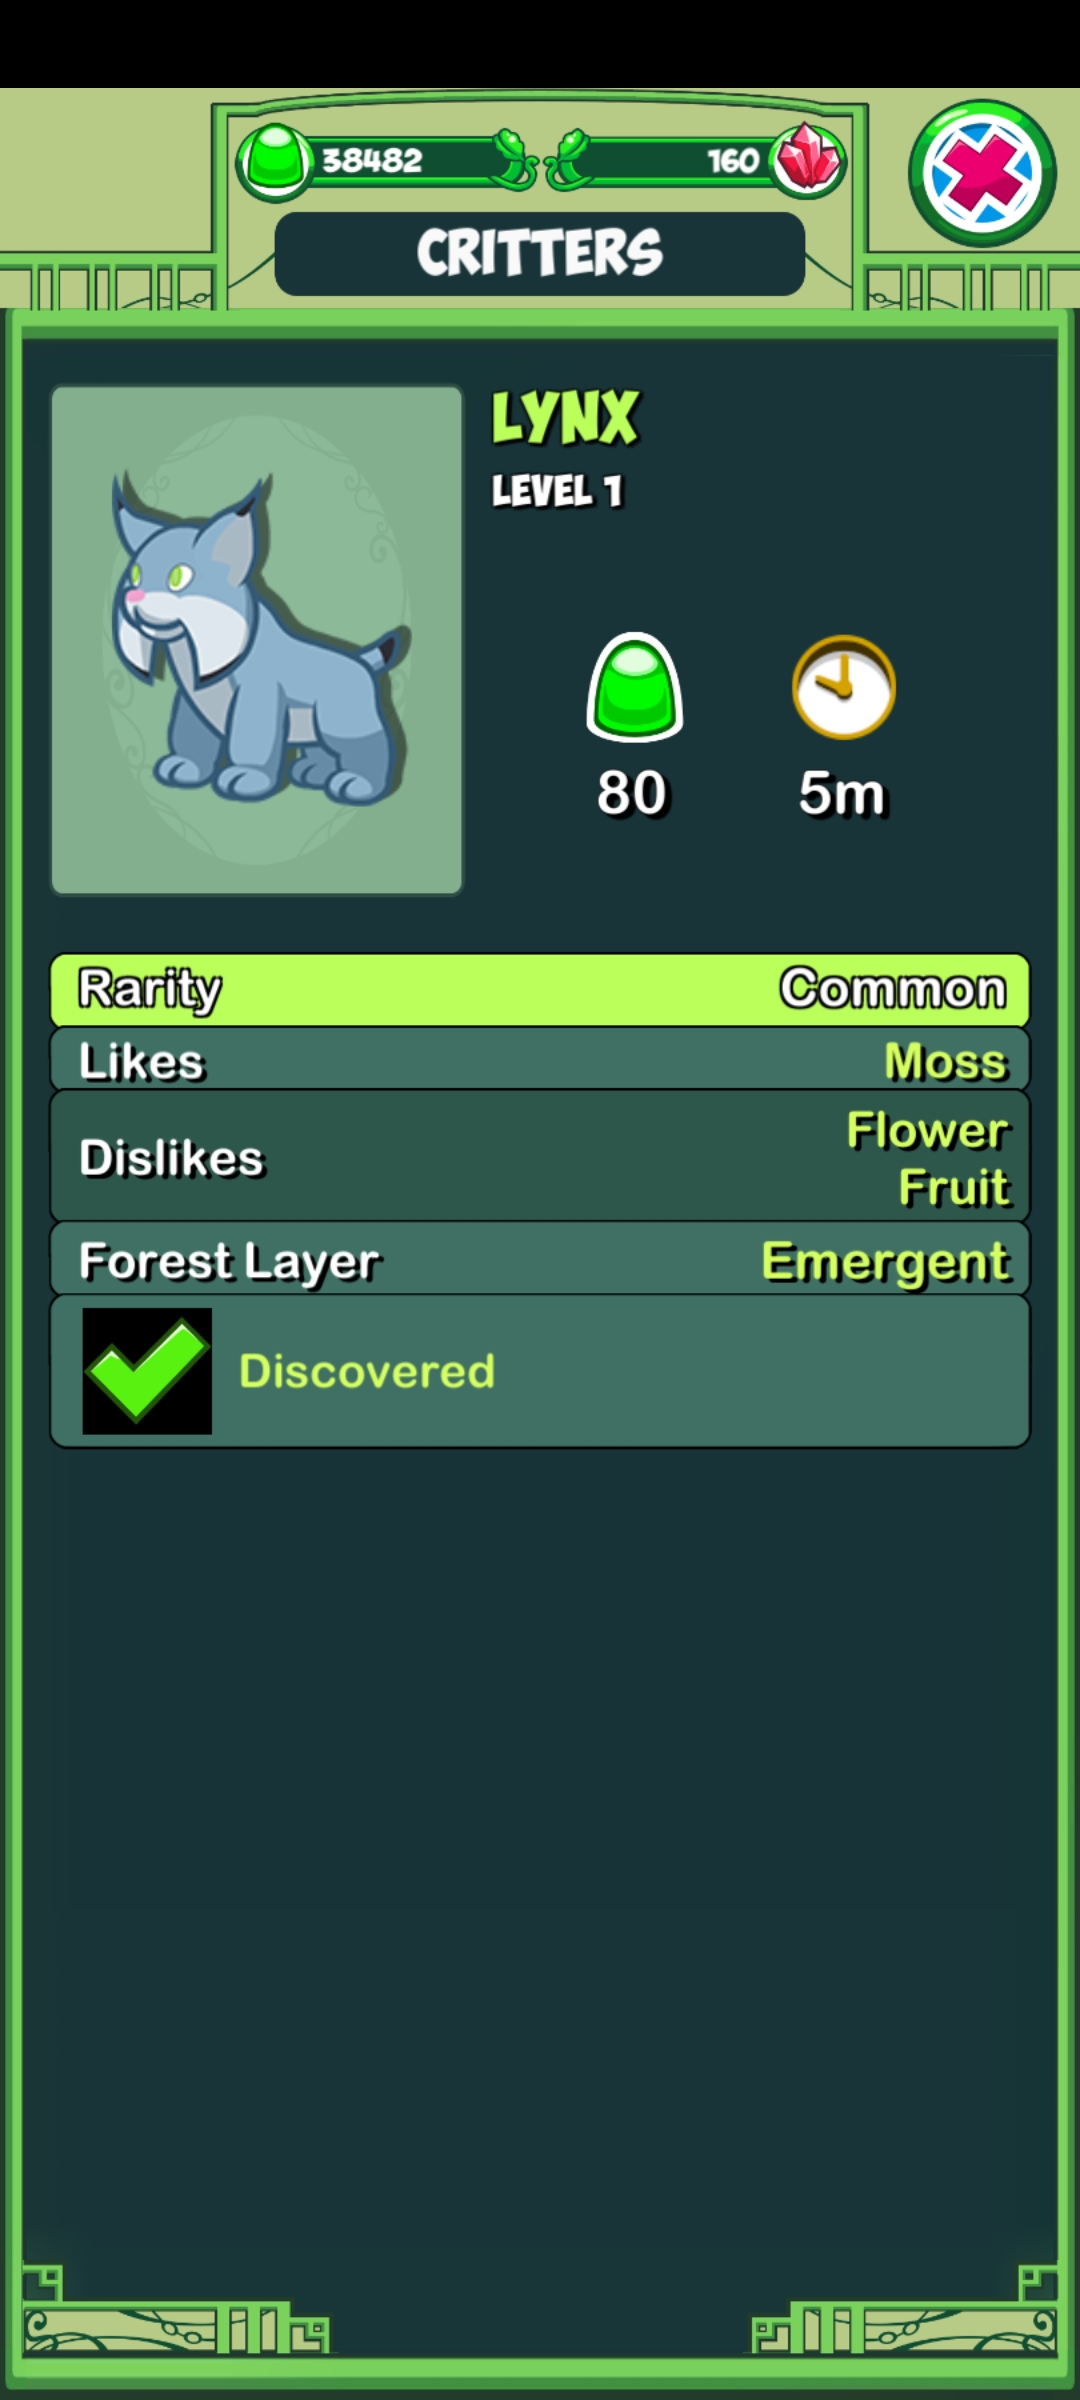 38482
160
CRITTERS
LYNX
LEVEL 1
80
5m
Rarity Common
Likes Moss
Dislikes Flower
Fruit
Forest Layer Emergent
Discovered